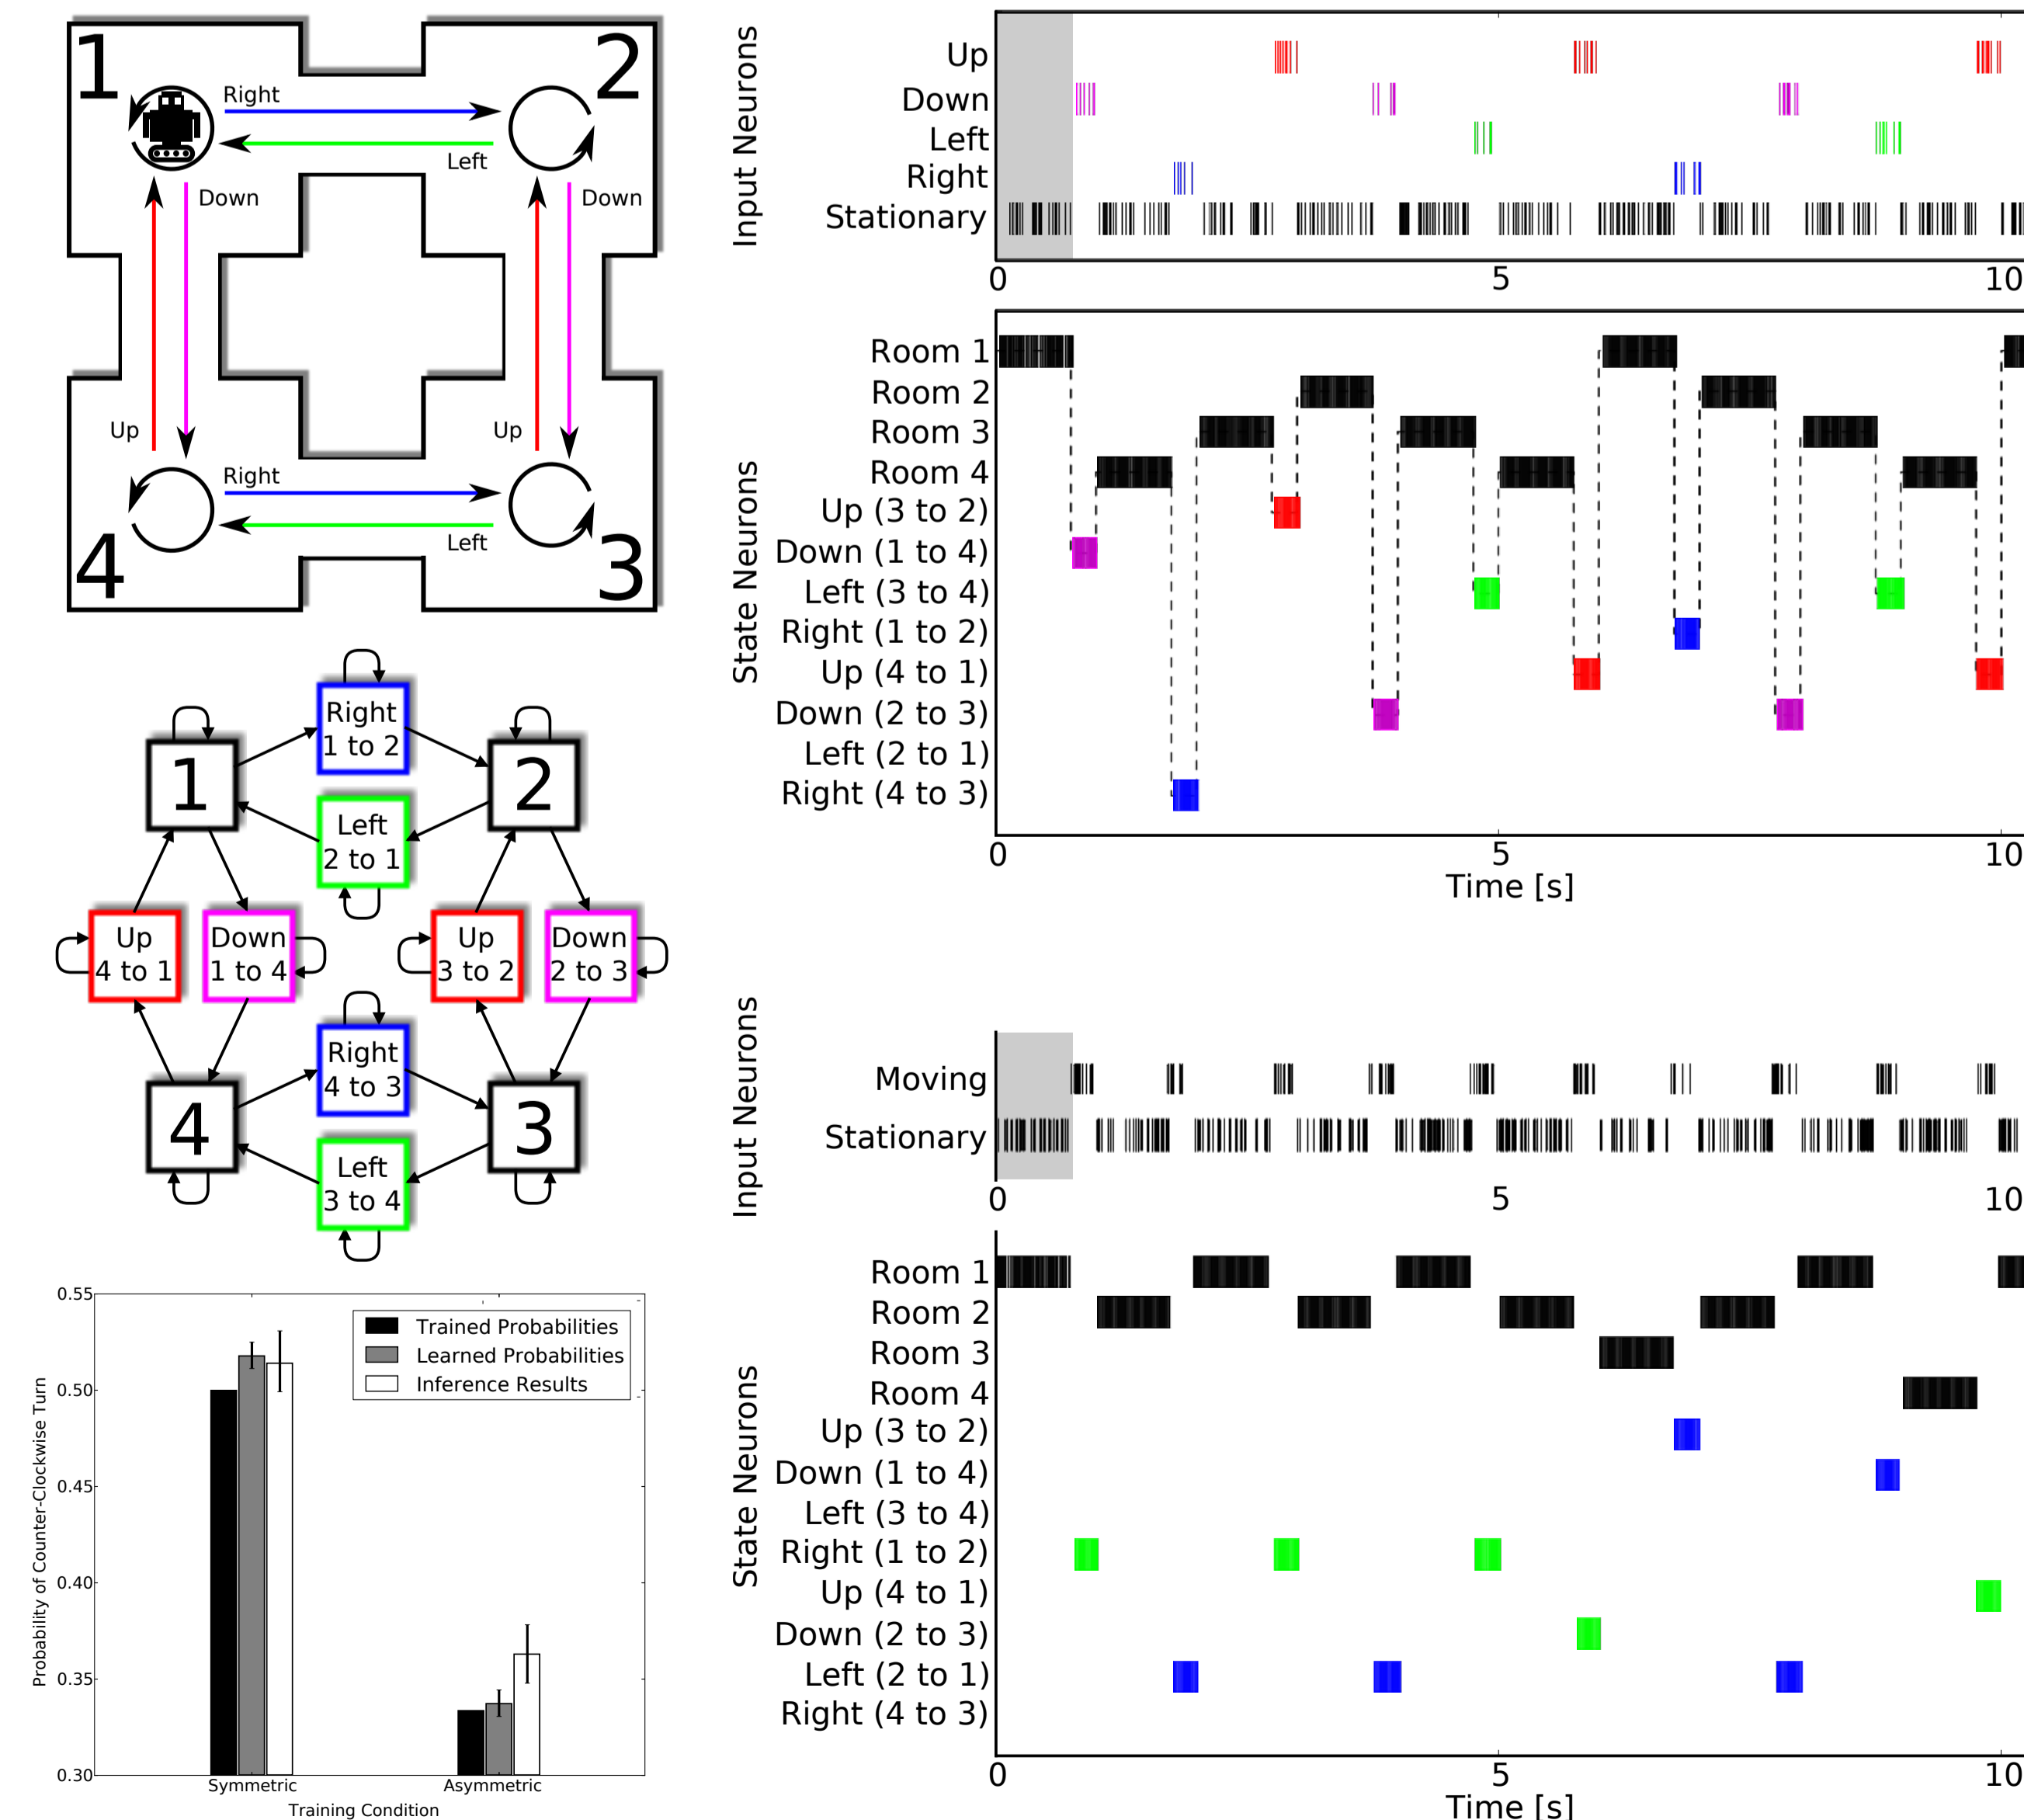 1
2
Right
Left
Down
Down
Up
Up
Right
Left
4
3
Right
1 to 2
1
2
Left
2 to 1
Up
4 to 1
Down
1 to 4
Up
3 to 2
Down
2 to 3
Right
4 to 3
4
3
Left
3 to 4
Probability of Counter-Clockwise Turn
0.55
0.50
0.45
0.40
0.35
0.30
Trained Probabilities
Learned Probabilities
Inference Results
Symmetric
Asymmetric
Training Condition
Input Neurons
Up
Down
Left
Right
Stationary
0
5
10
State Neurons
Room 1
Room 2
Room 3
Room 4
Up (3 to 2)
Down (1 to 4)
Left (3 to 4)
Right (1 to 2)
Up (4 to 1)
Down (2 to 3)
Left (2 to 1)
Right (4 to 3)
0
5
10
Time [s]
Input Neurons
Moving
Stationary
0
5
10
State Neurons
Room 1
Room 2
Room 3
Room 4
Up (3 to 2)
Down (1 to 4)
Left (3 to 4)
Right (1 to 2)
Up (4 to 1)
Down (2 to 3)
Left (2 to 1)
Right (4 to 3)
0
5
10
Time [s]